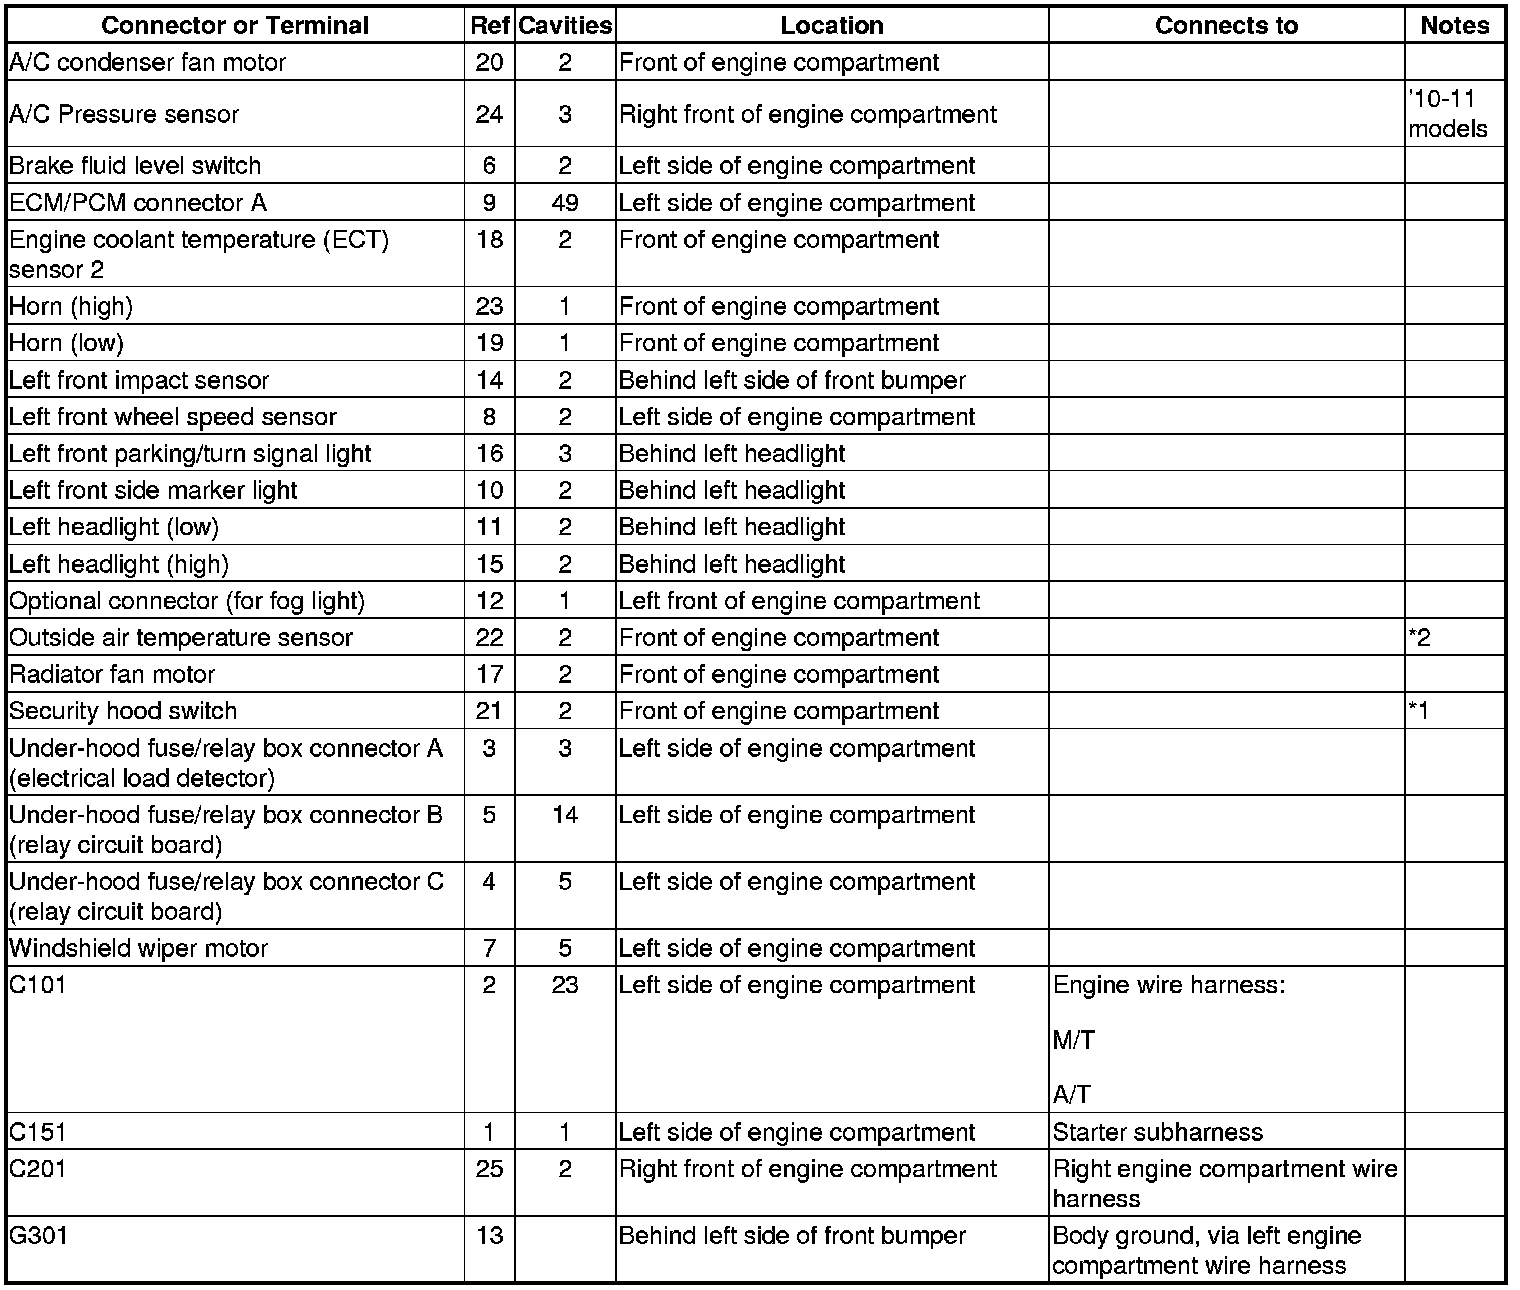 Connector or Terminal Ref Cavities Location Connects to Notes
A/C condenser fan motor 20 2 Front of engine compartment
A/C Pressure sensor 24 3 Right front of engine compartment '10-11
models
Brake fluid level switch 6 2 Left side of engine compartment
ECM/PCM connector A 9 49 Left side of engine compartment
Engine coolant temperature (ECT) 18 2 Front of engine compartment
sensor 2
Horn (high) 23 1 Front of engine compartment
Horn (low) 19 1 Front of engine compartment
Left front impact sensor 14 2 Behind left side of front bumper
Left front wheel speed sensor 8 2 Left side of engine compartment
Left front parking/turn signal light 16 3 Behind left headlight
Left front side marker light 10 2 Behind left headlight
Left headlight (low) 11 2 Behind left headlight
Left headlight (high) 15 2 Behind left headlight
Optional connector (for fog light) 12 1 Left front of engine compartment
Outside air temperature sensor 22 2 Front of engine compartment *2
Radiator fan motor 17 2 Front of engine compartment
Security hood switch 21 2 Front of engine compartment *1
Under-hood fuse/relay box connector A 3 3 Left side of engine compartment
(electrical load detector)
Under-hood fuse/relay box connector B 5 14 Left side of engine compartment
(relay circuit board)
Under-hood fuse/relay box connector C 4 5 Left side of engine compartment
(relay circuit board)
Windshield wiper motor 7 5 Left side of engine compartment
C101 2 23 Left side of engine compartment Engine wire harness:
M/T
A/T
C151 1 1 Left side of engine compartment Starter subharness
C201 25 2 Right front of engine compartment Right engine compartment wire
harness
G301 13 Behind left side of front bumper Body ground, via left engine
compartment wire harness